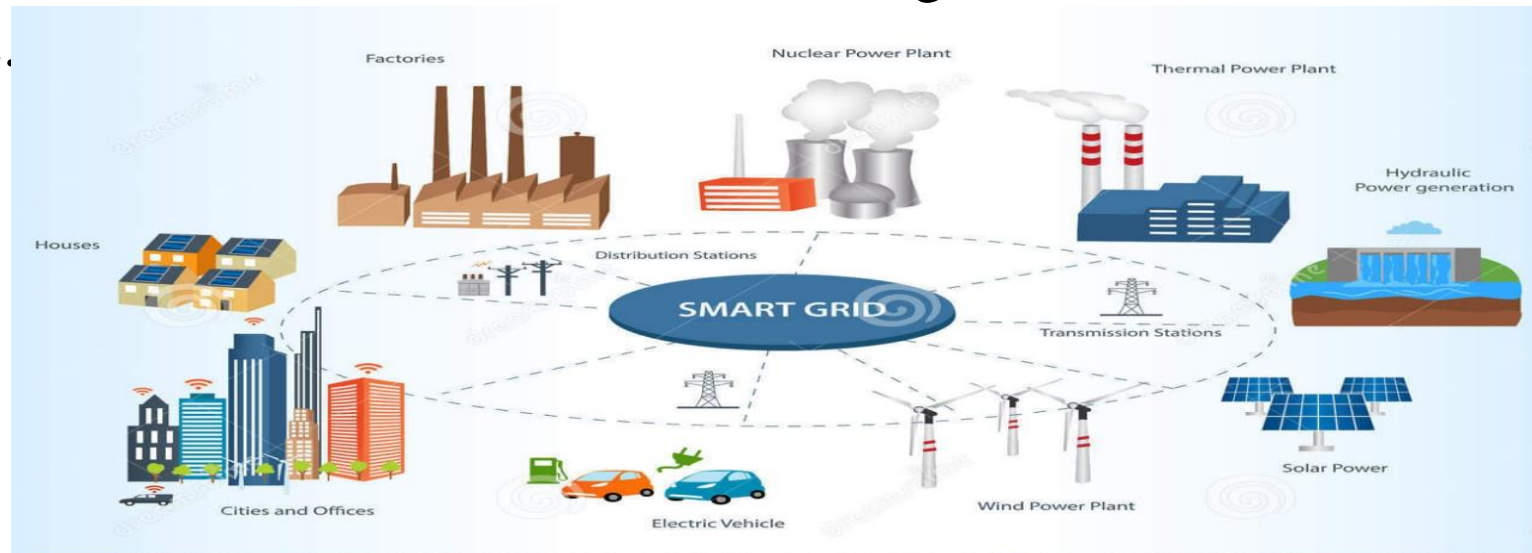 Factories
Nuclear Power Plant
Thermal Power Plant
Hydraulic
Power generation
Houses
Distribution Stations
SMART GRID
Transmission Stations
Solar Power
Wind Power Plant
Cities and Offices
Electric Vehicle